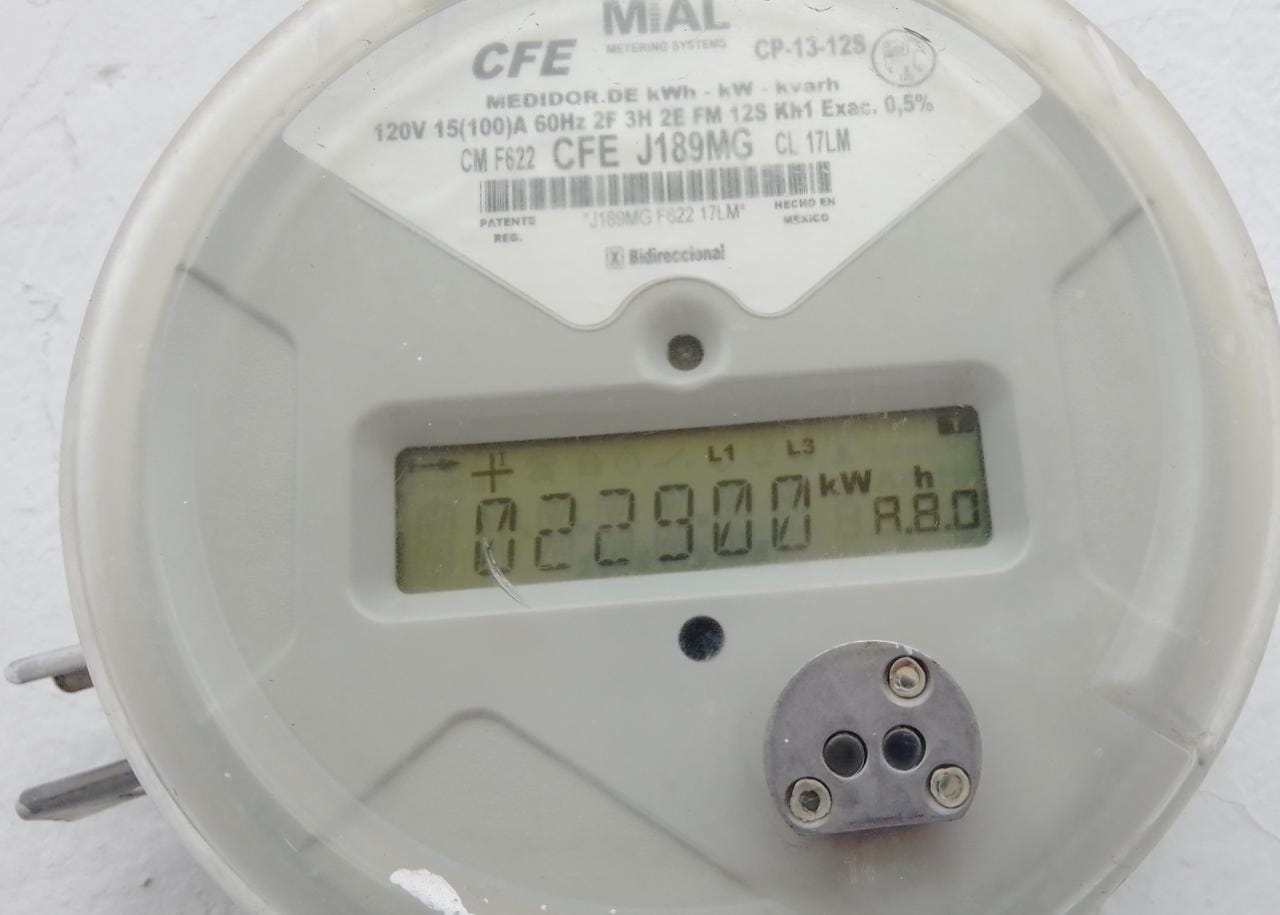 MIAL
METERING SYSTEMS
CFE
CP-13-12S
MEDIDOR.DE kWh - kW - kvarh
120V 15(100)A 60Hz 2F 3H 2E FM 12S Kh1 Exac. 0,5%
CM F622 CFE J189MG CL 17LM
PATENTE REG.
*J189MG F622 17LM*
HECHO EN MÉXICO
X Bidireccional
L1 L3
022900 kW h A.8.0